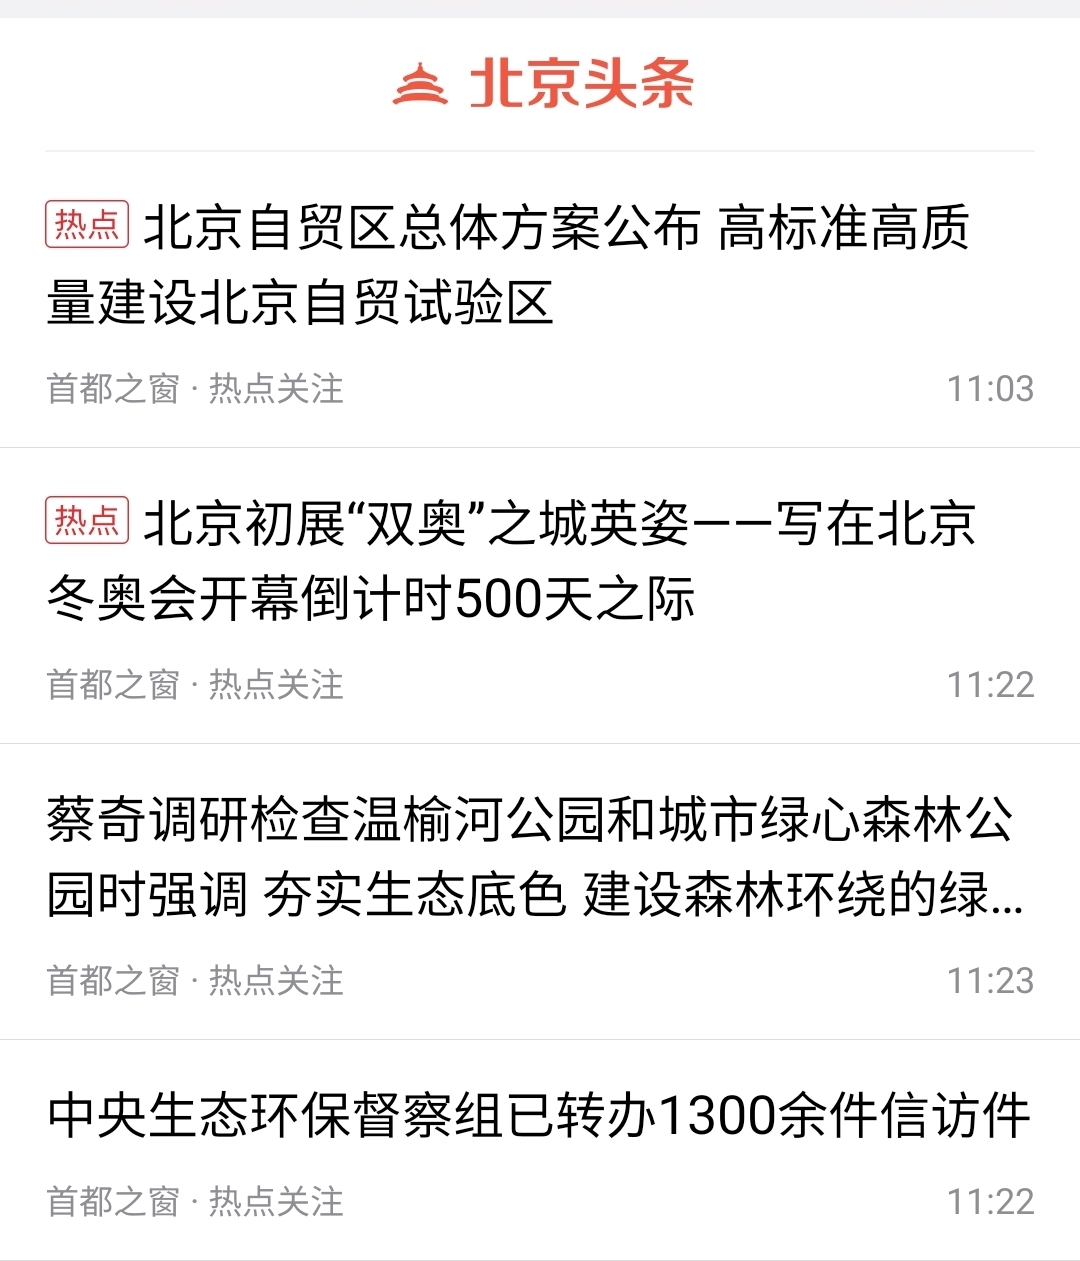 北京头条
热点 北京自贸区总体方案公布 高标准高质
量建设北京自贸试验区
首都之窗 · 热点关注 11:03
热点 北京初展“双奥”之城英姿——写在北京
冬奥会开幕倒计时500天之际
首都之窗 · 热点关注 11:22
蔡奇调研检查温榆河公园和城市绿心森林公
园时强调 夯实生态底色 建设森林环绕的绿...
首都之窗 · 热点关注 11:23
中央生态环保督察组已转办1300余件信访件
首都之窗 · 热点关注 11:22